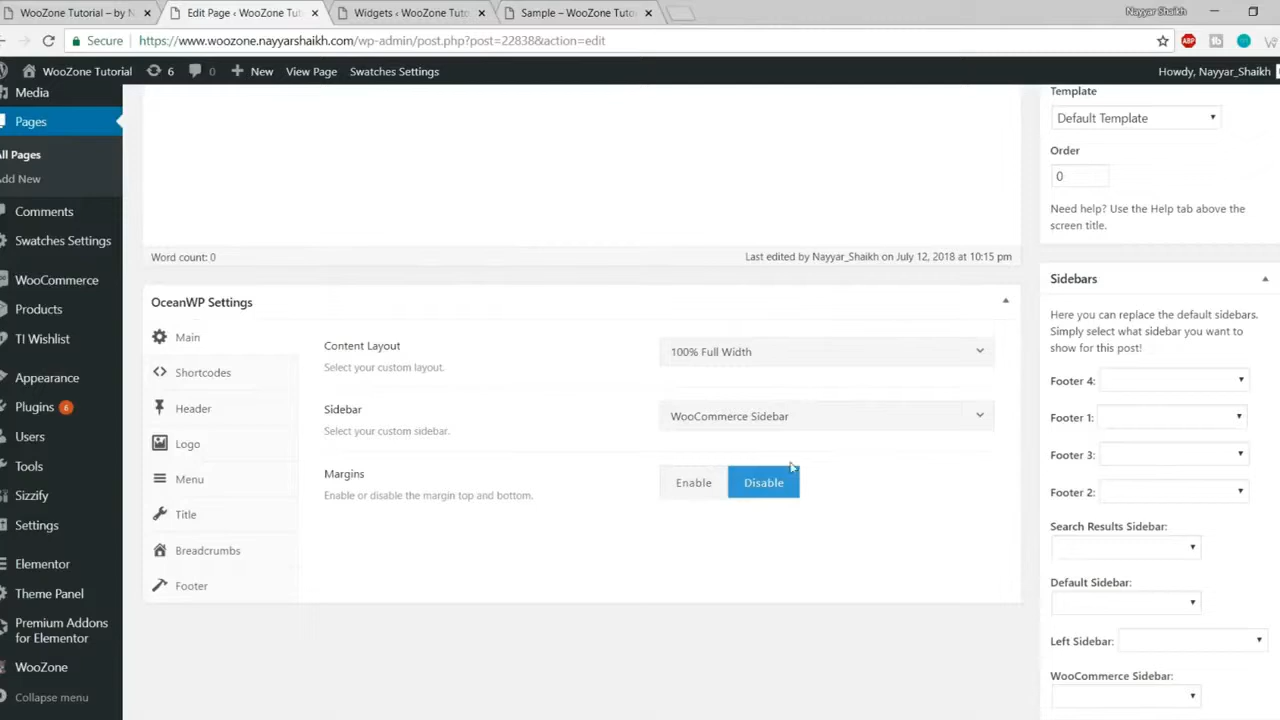 WooZone Tutorial – by N
Edit Page ‹ WooZone Tut
Widgets ‹ WooZone Tuto
Sample – WooZone Tuto
Nayyar Shaikh
Secure
https://www.woozone.nayyarshaikh.com/wp-admin/post.php?post=22838&action=edit
ABP
WooZone Tutorial
6
0
New
View Page
Swatches Settings
Howdy, Nayyar_Shaikh
Media
Pages
All Pages
Add New
Comments
Swatches Settings
WooCommerce
Products
TI Wishlist
Appearance
Plugins 6
Users
Tools
Sizzify
Settings
Elementor
Theme Panel
Premium Addons
for Elementor
WooZone
Collapse menu
Word count: 0
Last edited by Nayyar_Shaikh on July 12, 2018 at 10:15 pm
OceanWP Settings
Main
Shortcodes
Header
Logo
Menu
Title
Breadcrumbs
Footer
Content Layout
Select your custom layout.
100% Full Width
Sidebar
Select your custom sidebar.
WooCommerce Sidebar
Margins
Enable or disable the margin top and bottom.
Enable
Disable
Template
Default Template
Order
0
Need help? Use the Help tab above the
screen title.
Sidebars
Here you can replace the default sidebars.
Simply select what sidebar you want to
show for this post!
Footer 4:
Footer 1:
Footer 3:
Footer 2:
Search Results Sidebar:
Default Sidebar:
Left Sidebar:
WooCommerce Sidebar: